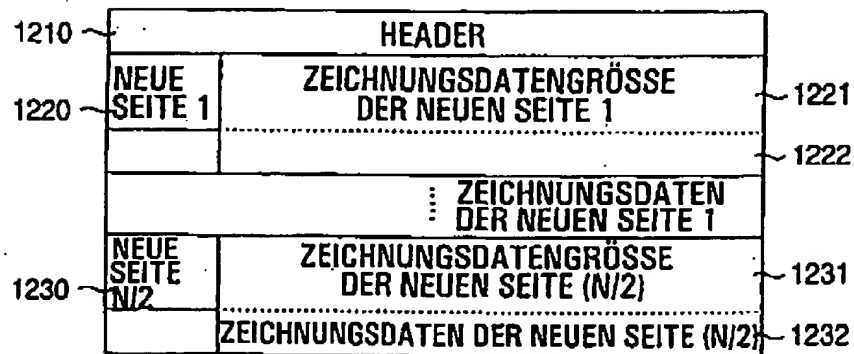 1210 HEADER
NEUE SEITE 1 ZEICHNUNGSDATENGRÖSSE
1220 DER NEUEN SEITE 1 1221
1222
ZEICHNUNGSDATEN
DER NEUEN SEITE 1
NEUE SEITE N/2 ZEICHNUNGSDATENGRÖSSE
1230 DER NEUEN SEITE (N/2) 1231
ZEICHNUNGSDATEN DER NEUEN SEITE (N/2) 1232